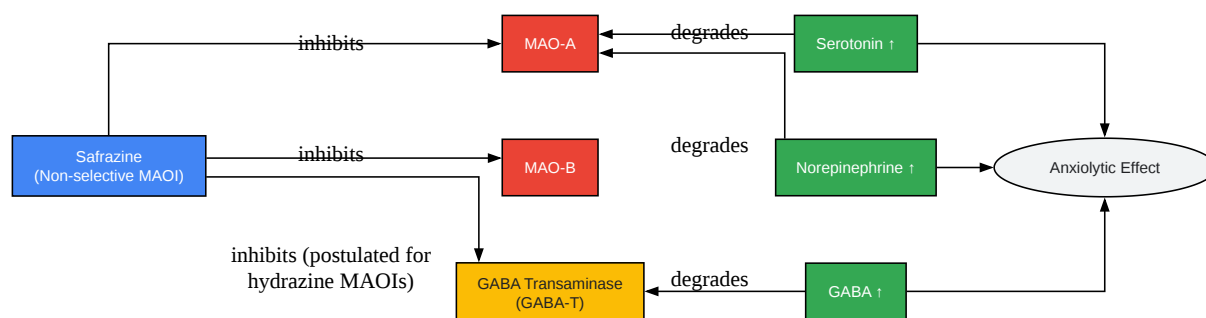 degrades
inhibits
MAO-A
Serotonin ↑
degrades
Safrazine
(Non-selective MAOI)
inhibits
MAO-B
Norepinephrine ↑
Anxiolytic Effect
inhibits (postulated for
hydrazine MAOIs)
GABA Transaminase
(GABA-T)
degrades
GABA ↑